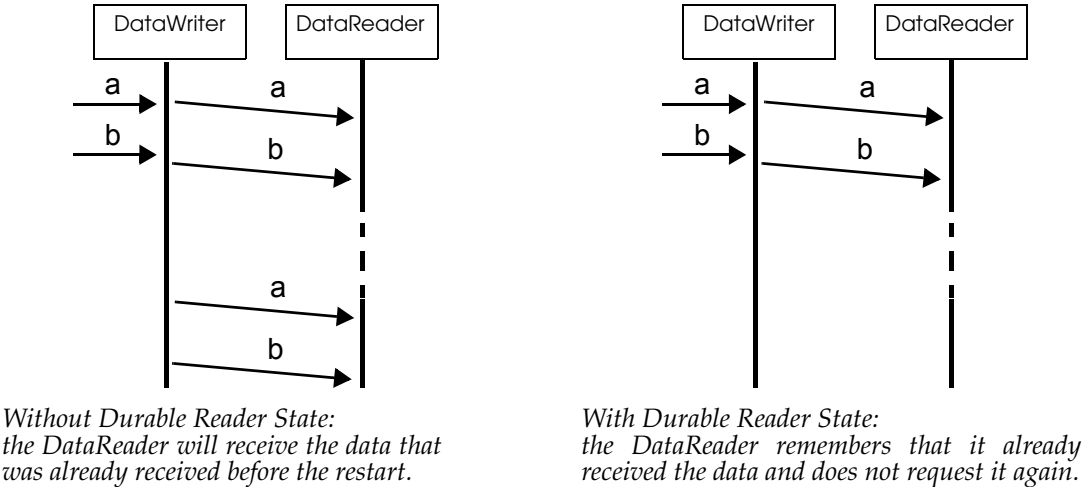 DataWriter DataReader
a a
b b
a
b
Without Durable Reader State:
the DataReader will receive the data that
was already received before the restart.
DataWriter DataReader
a a
b b
With Durable Reader State:
the DataReader remembers that it already
received the data and does not request it again.